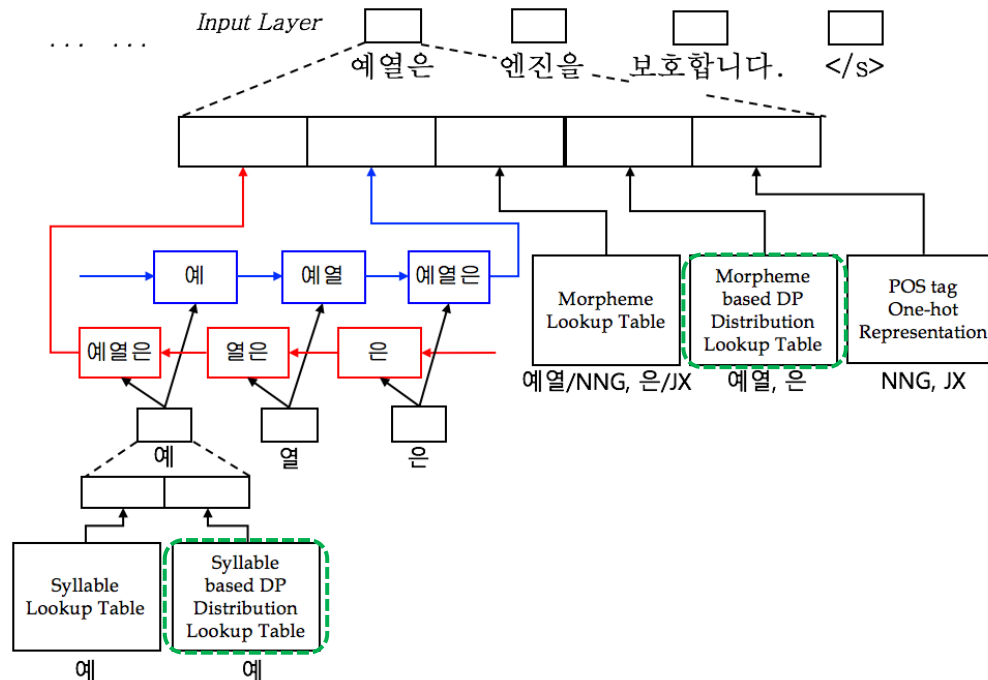 ... ...
Input Layer
예열은 엔진을 보호합니다. </s>
예 예열 예열은
예열은 열은 은
Morpheme
Lookup Table
Morpheme
based DP
Distribution
Lookup Table
POS tag
One-hot
Representation
예열/NNG, 은/JX 예열, 은 NNG, JX
예 열 은
Syllable
Lookup Table
Syllable
based DP
Distribution
Lookup Table
예 예